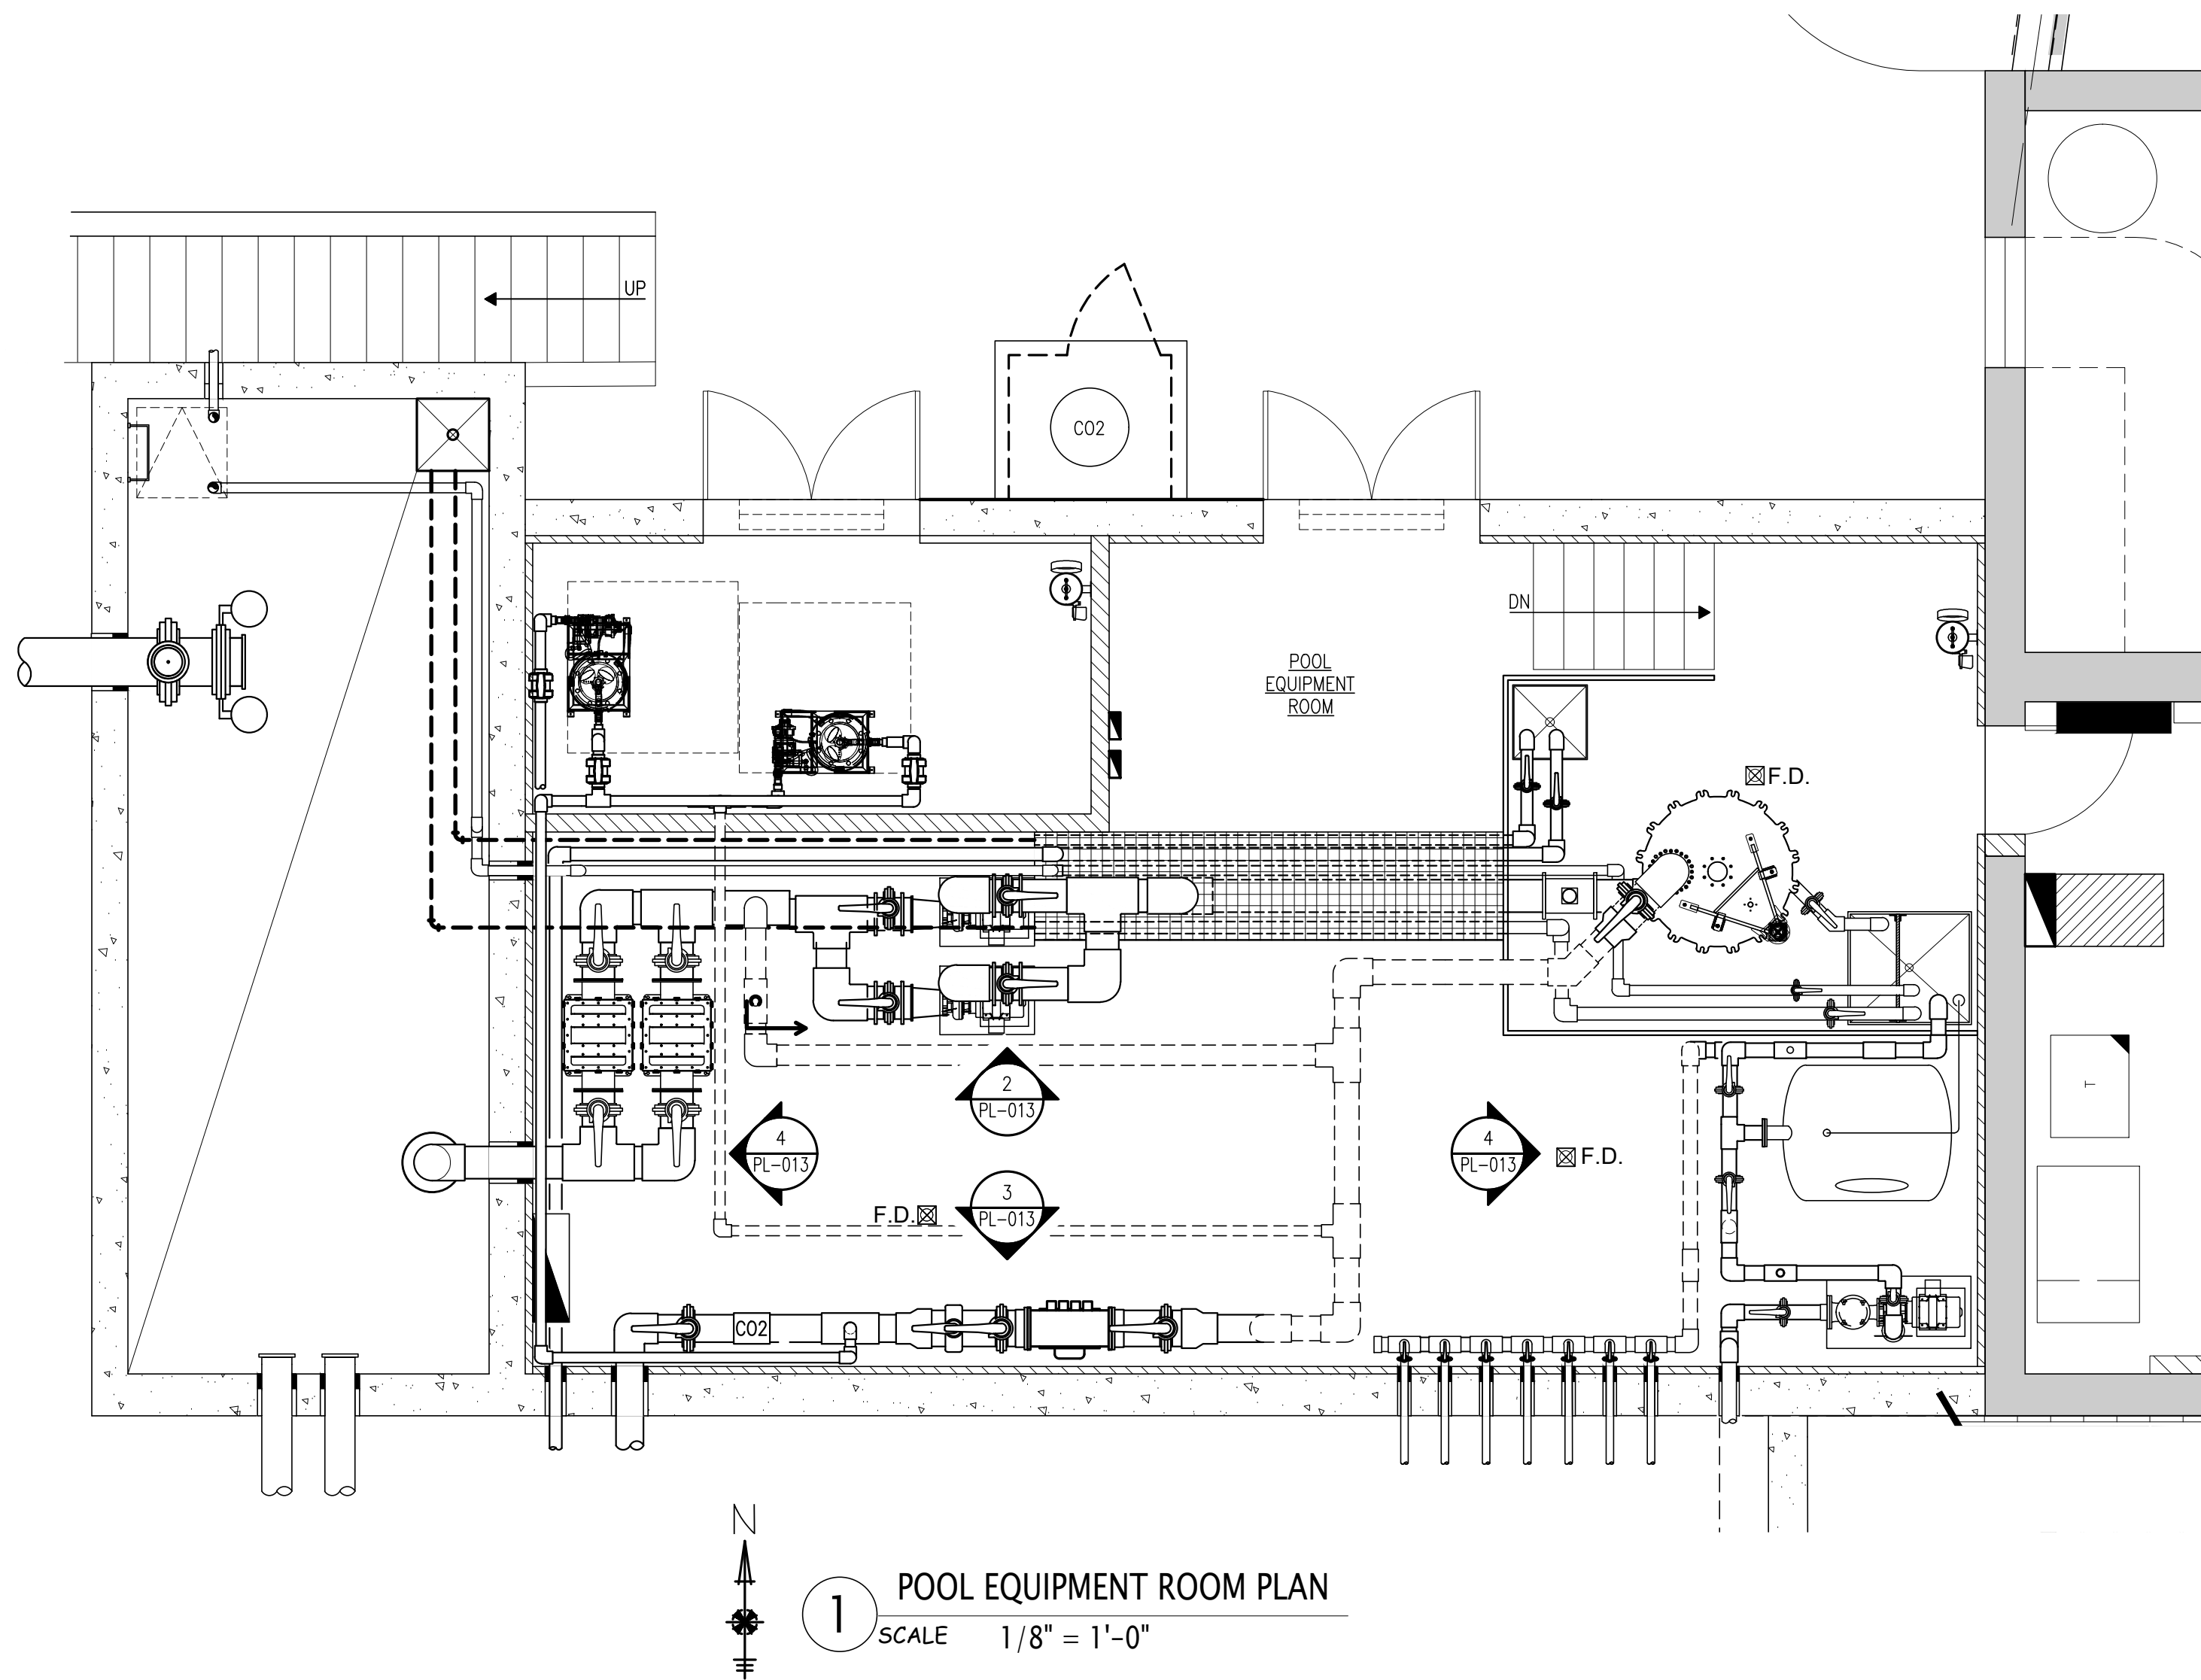 UP
CO2
DN
POOL
EQUIPMENT
ROOM
F.D.
2
PL-013
4
PL-013
4
PL-013
F.D.
3
PL-013
F.D.
T
CO2
N
1
POOL EQUIPMENT ROOM PLAN
SCALE 1/8" = 1'-0"